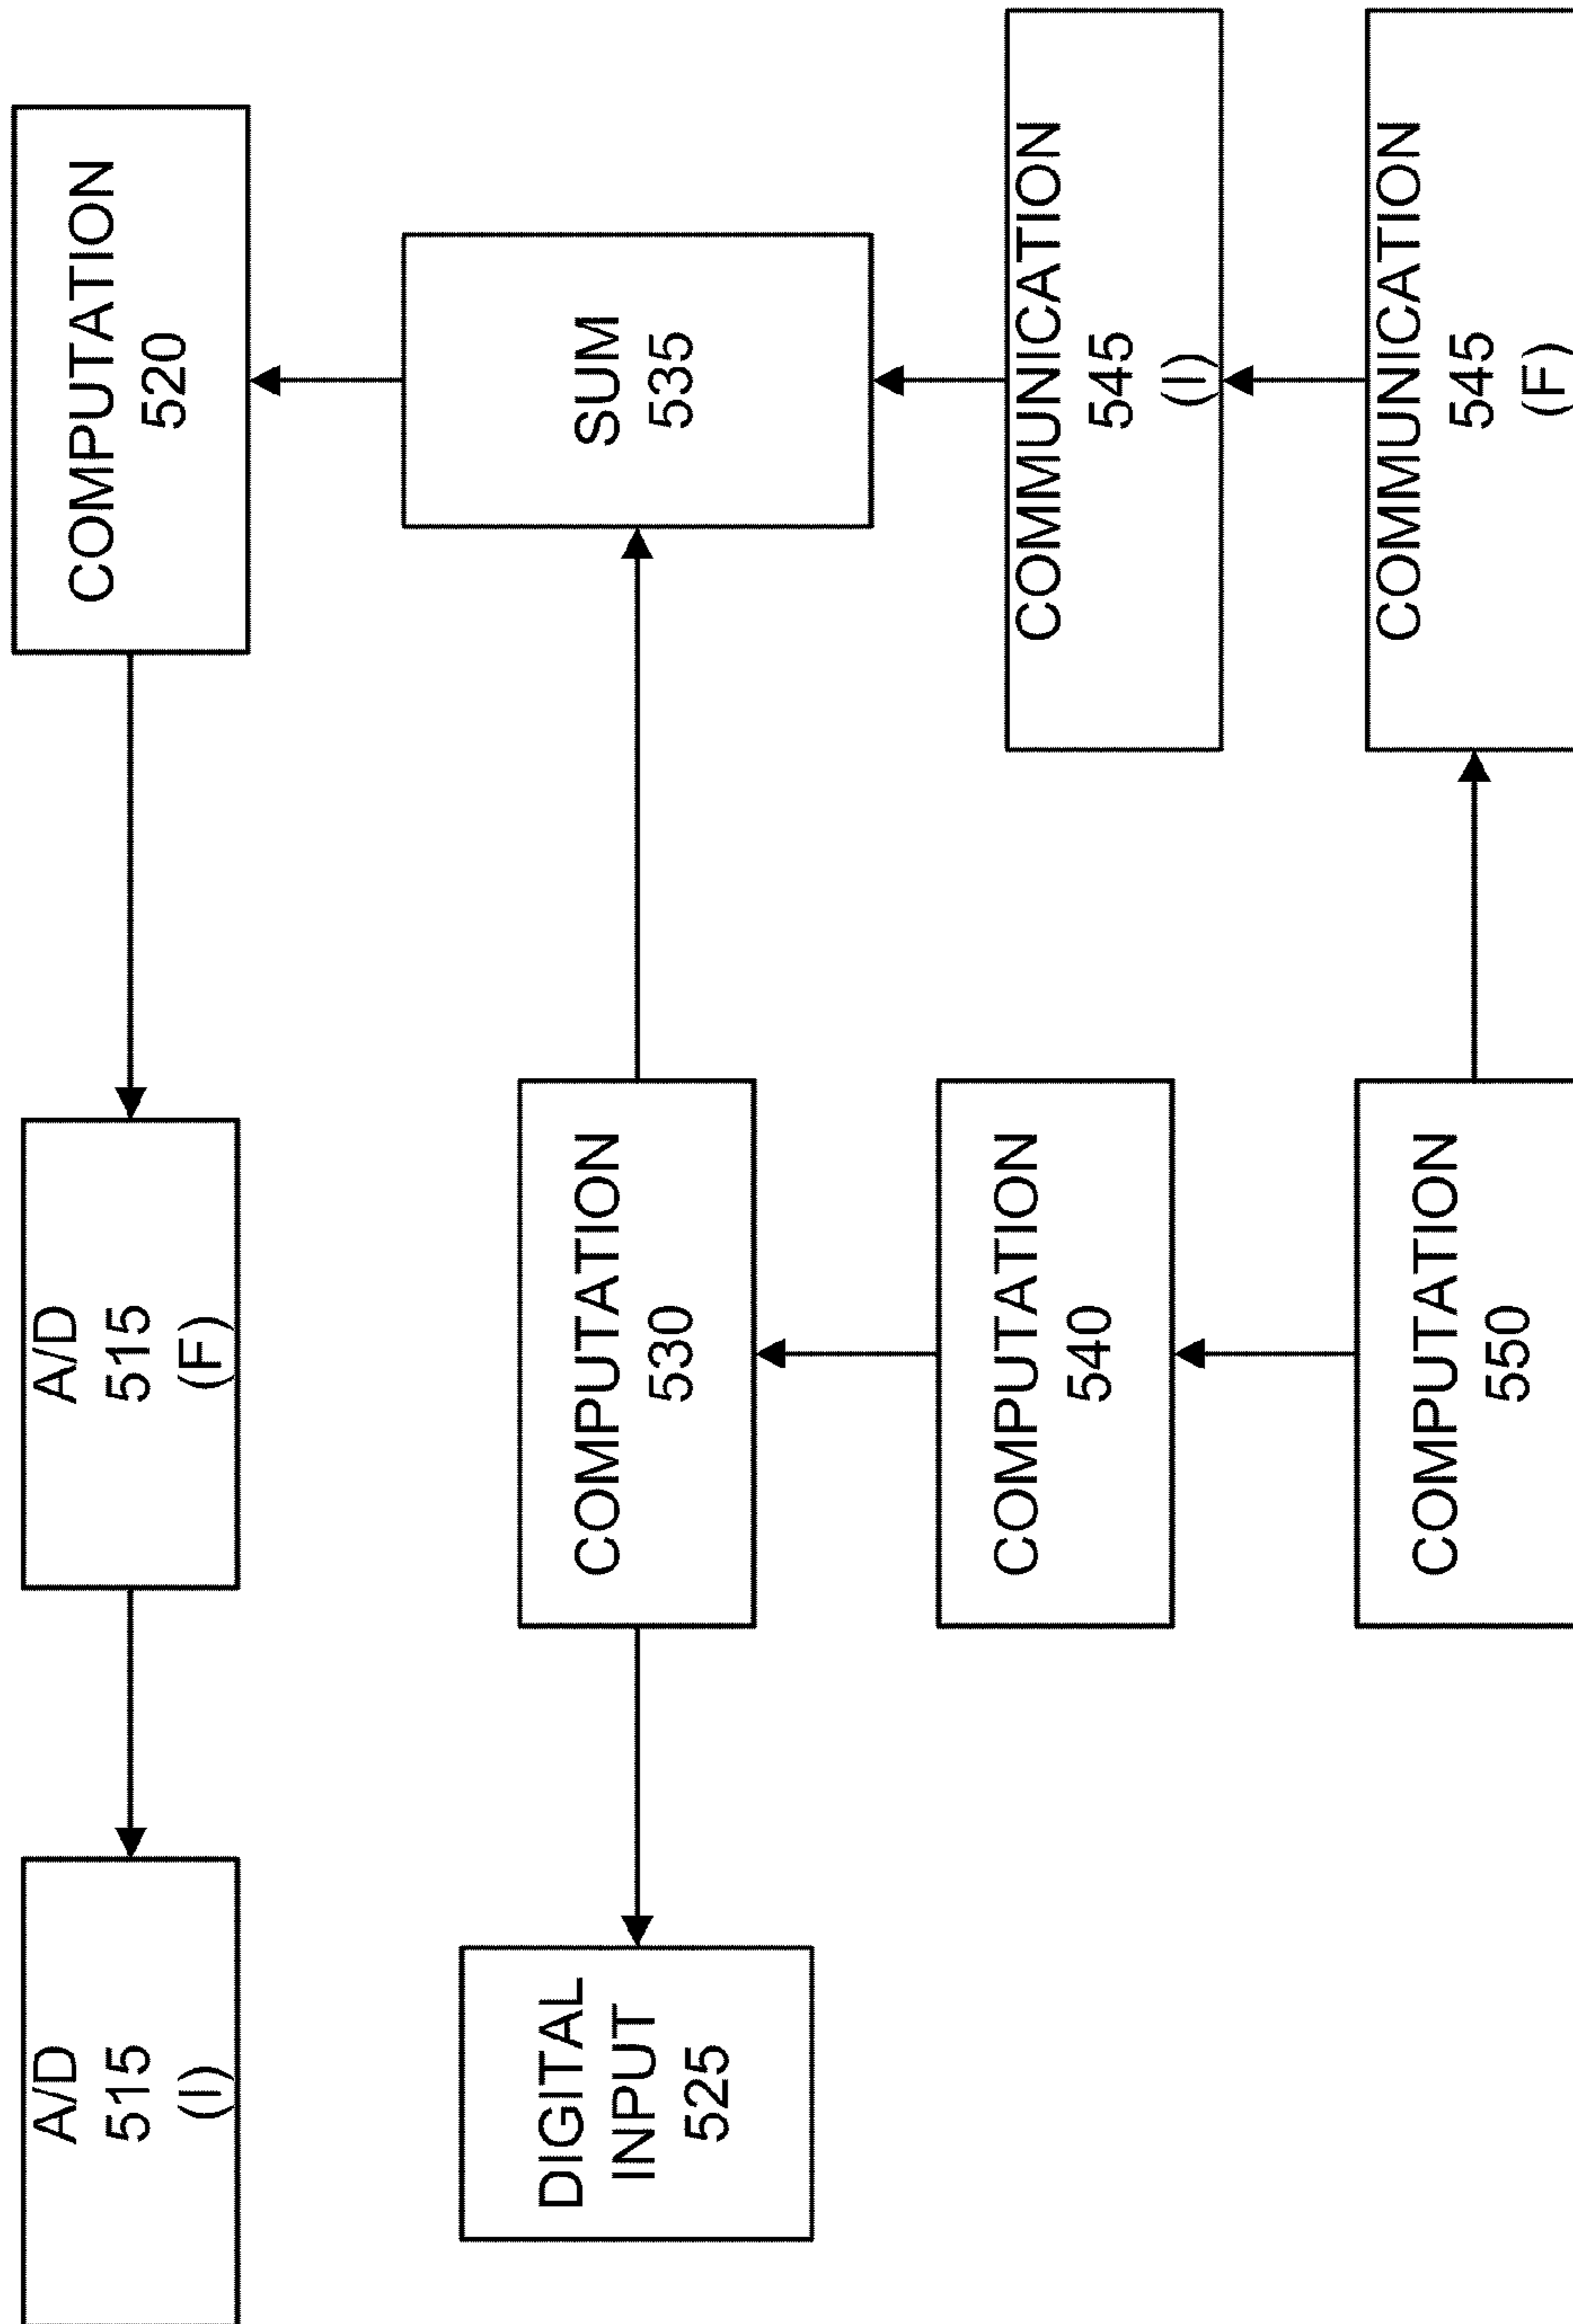 A/D
515
(I)
A/D
515
(F)
COMPUTATION
520
DIGITAL
INPUT
525
COMPUTATION
530
SUM
535
COMPUTATION
540
COMMUNICATION
545
(I)
COMPUTATION
550
COMMUNICATION
545
(F)